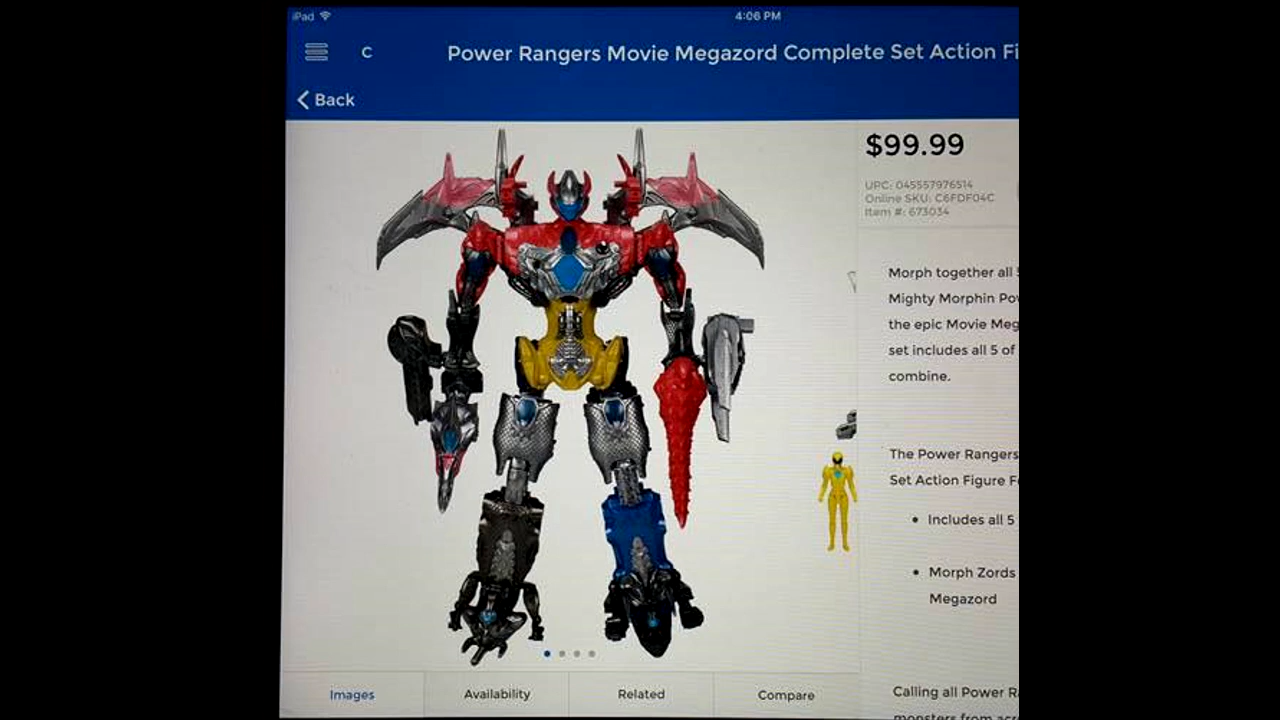 iPad 4:06 PM
C Power Rangers Movie Megazord Complete Set Action Fi
Back
$99.99
UPC: 045557976514
Online SKU: C6FDF04C
Item #: 673034
Morph together all
Mighty Morphin Po
the epic Movie Meg
set includes all 5 of
combine.
The Power Rangers
Set Action Figure F
• Includes all 5
• Morph Zords
Megazord
Calling all Power R
monsters from acr
Images Availability Related Compare